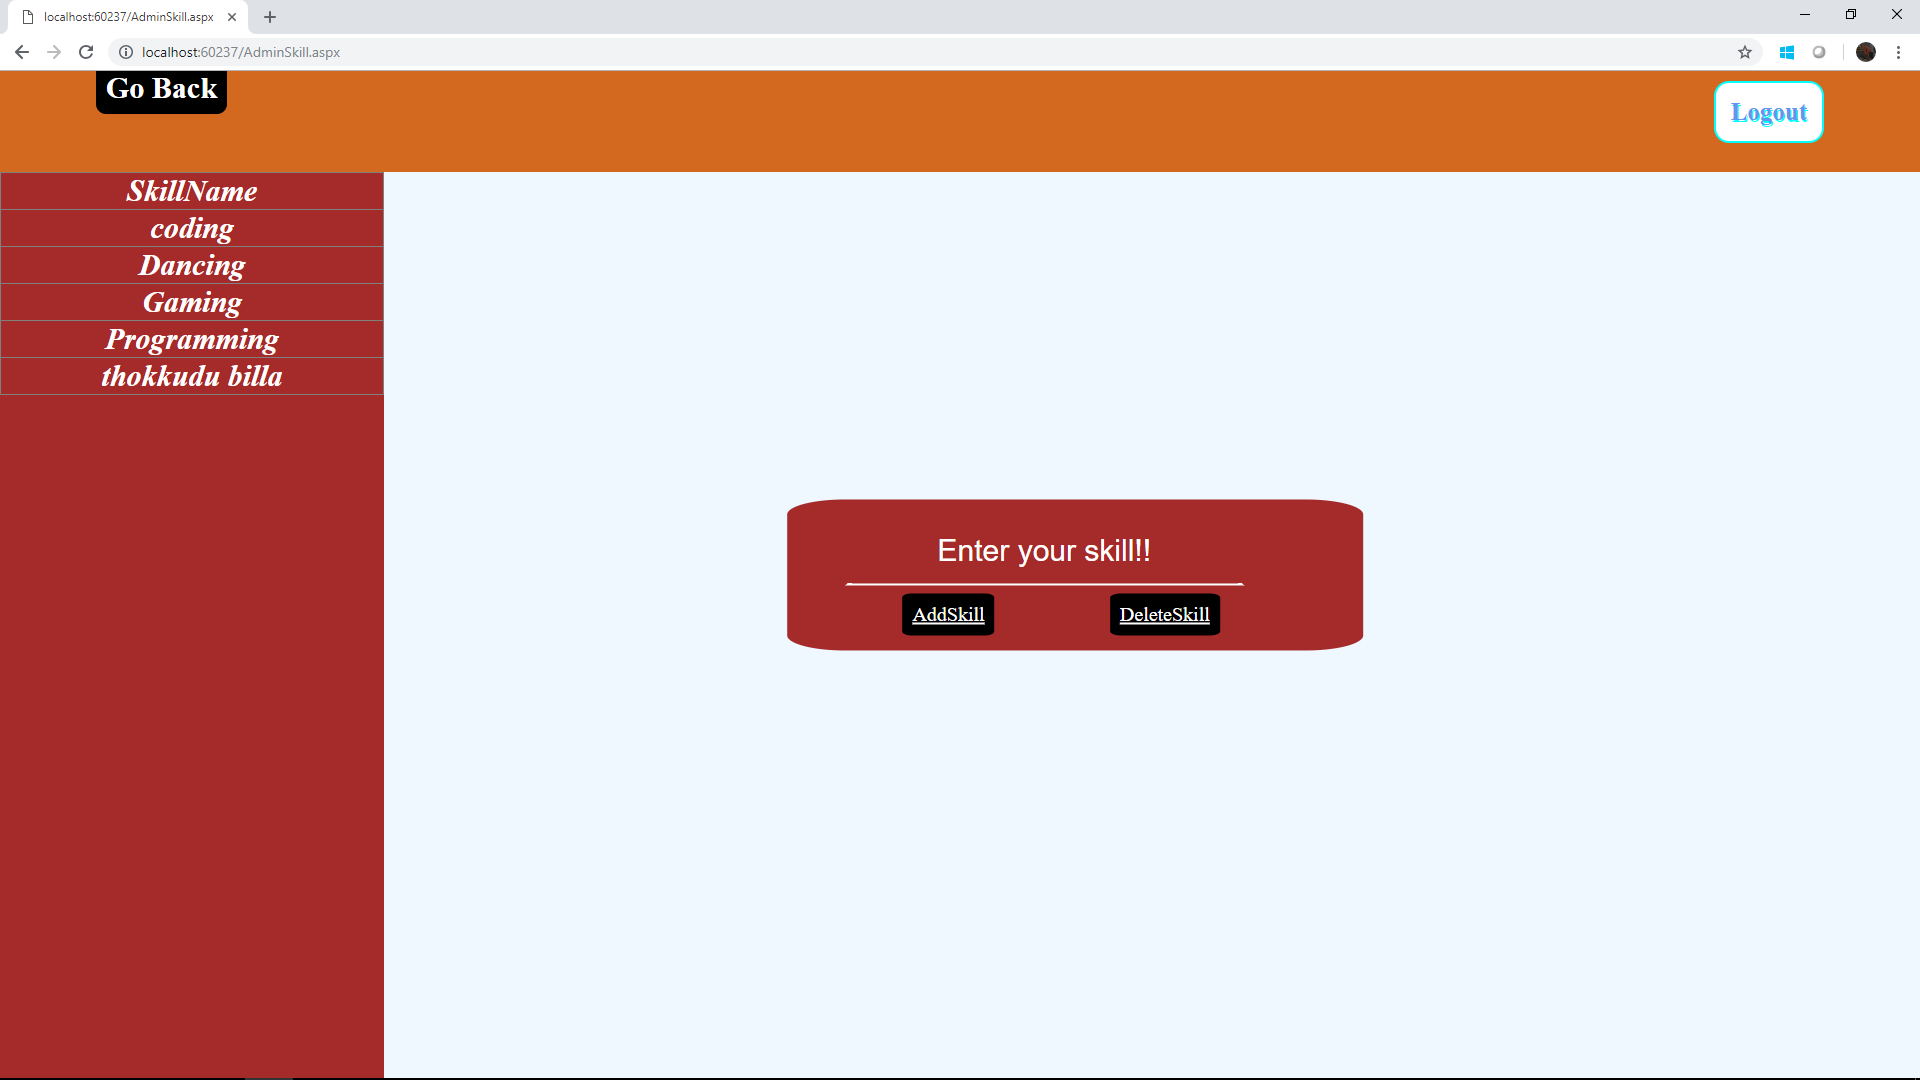 localhost:60237/AdminSkill.aspx
localhost:60237/AdminSkill.aspx
Go Back
Logout
SkillName
coding
Dancing
Gaming
Programming
thokkudu billa
Enter your skill!!
AddSkill DeleteSkill